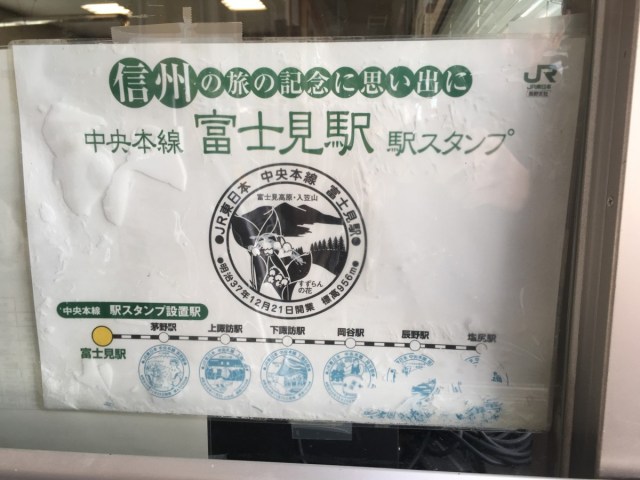 信州の旅の記念に思い出に
JR
JR東日本
中央本線 富士見駅 駅スタンプ
JR東日本 中央本線 富士見駅
富士見高原・入笠山
すずらん
の花
明治37年12月21日開業 標高956m
中央本線 駅スタンプ設置駅
富士見駅 茅野駅 上諏訪駅 下諏訪駅 岡谷駅 辰野駅 塩尻駅